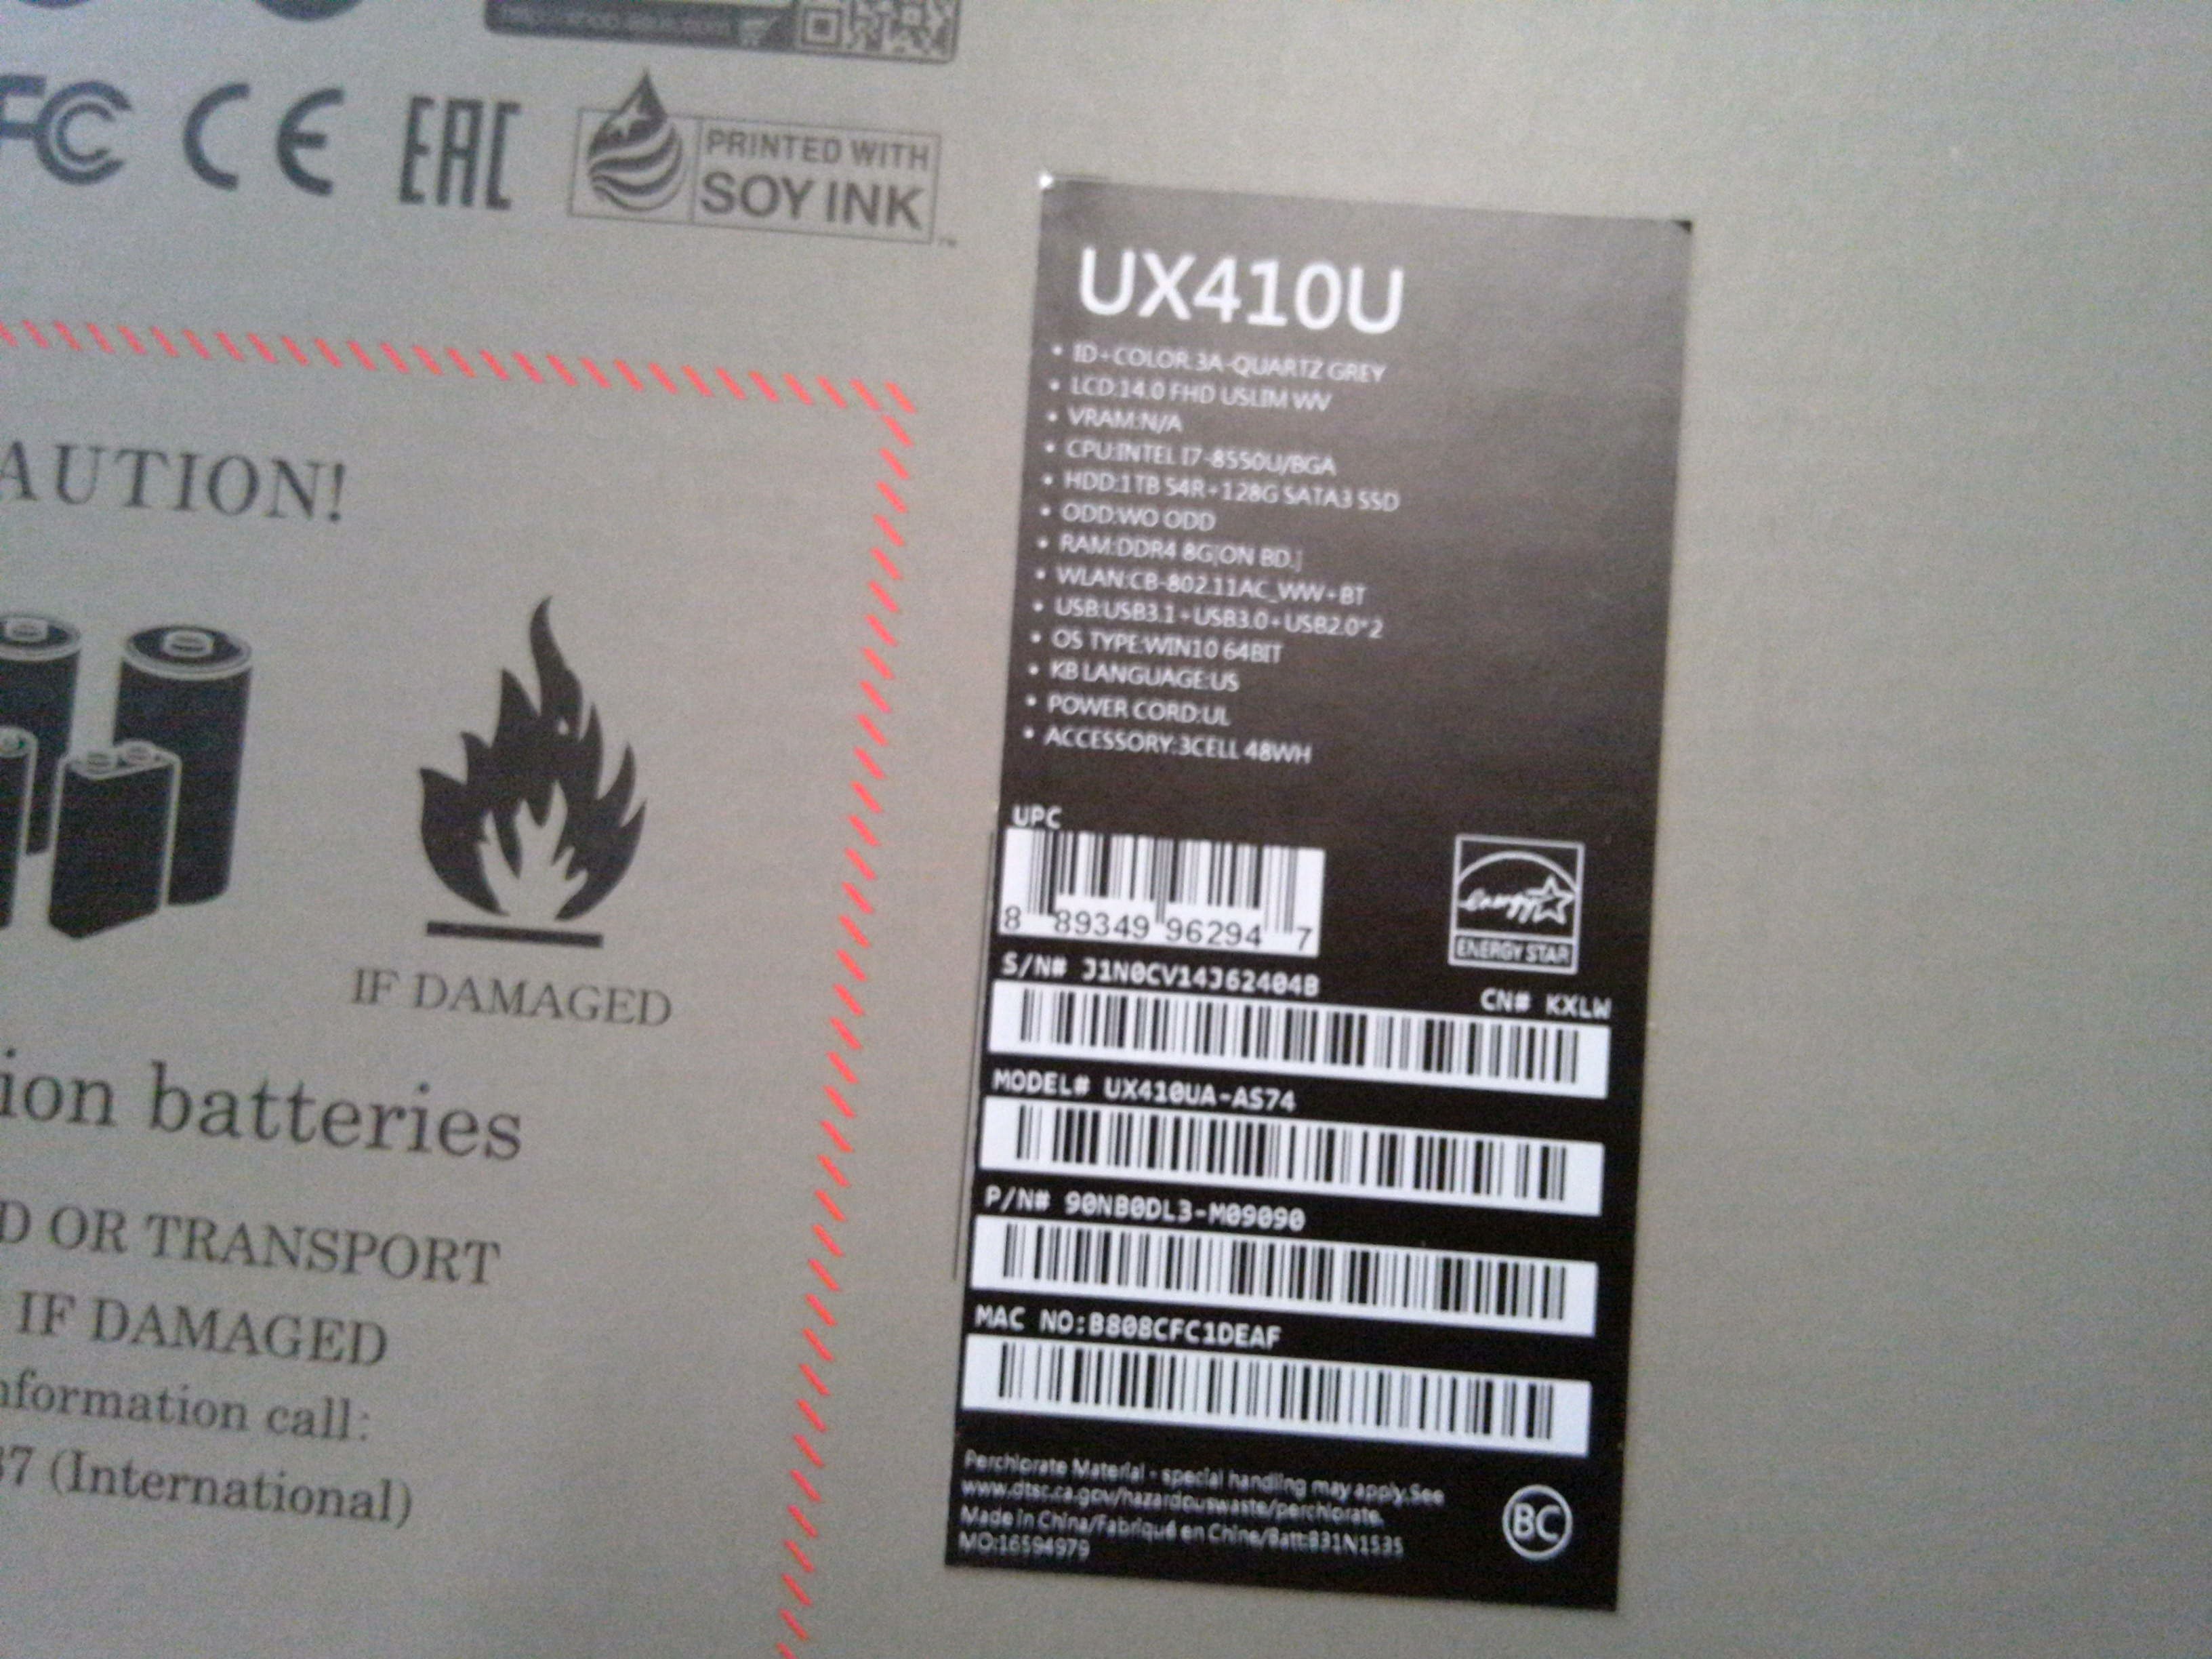 FC CE EAC
PRINTED WITH
SOY INK
™
AUTION!
IF DAMAGED
ion batteries
D OR TRANSPORT
IF DAMAGED
nformation call:
37 (International)
UX410U
• ID+COLOR:3A-QUARTZ GREY
• LCD:14.0 FHD USLIM WV
• VRAM:N/A
• CPU:INTEL I7-8550U/BGA
• HDD:1TB 54R+128G SATA3 SSD
• ODD:WO ODD
• RAM:DDR4 8G[ON BD.]
• WLAN:CB-802.11AC_WW+BT
• USB:USB3.1+USB3.0+USB2.0*2
• OS TYPE:WIN10 64BIT
• KB LANGUAGE:US
• POWER CORD:UL
• ACCESSORY:3CELL 48WH
UPC
8 89349 96294 7
energy
ENERGY STAR
S/N# J1N0CV14J62404B
CN# KXLW
MODEL# UX410UA-AS74
P/N# 90NB0DL3-M09090
MAC NO:B808CFC1DEAF
Perchlorate Material - special handling may apply.See
www.dtsc.ca.gov/hazardouswaste/perchlorate.
Made in China/Fabriqué en Chine/Batt:B31N1535
MO:16594979
BC